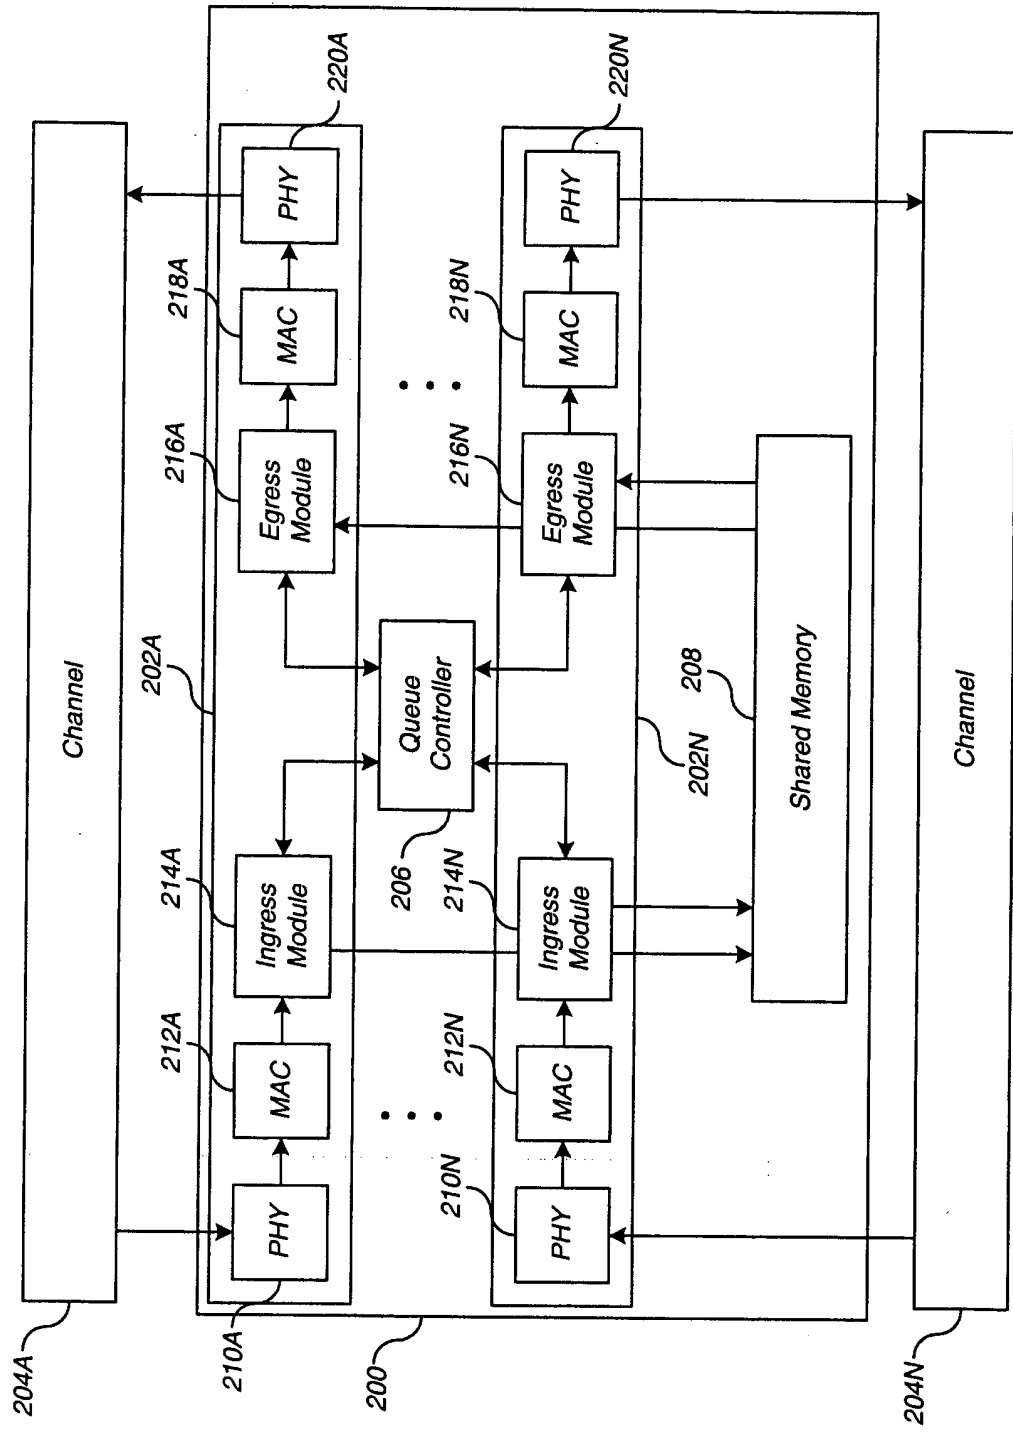 204A
Channel
202A
210A
212A
214A
216A
218A
220A
PHY
MAC
Ingress
Module
Egress
Module
MAC
PHY
200
206
Queue
Controller
210N
212N
214N
216N
218N
220N
PHY
MAC
Ingress
Module
Egress
Module
MAC
PHY
202N
208
Shared Memory
204N
Channel